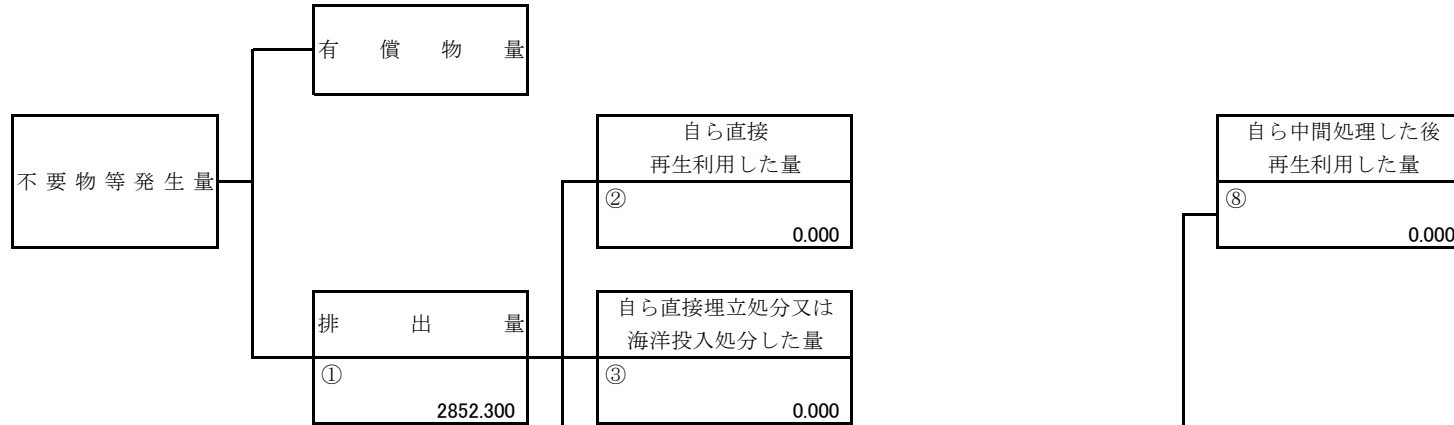 有償物量
不要物等発生量
自ら直接
再生利用した量
②
0.000
自ら中間処理した後
再生利用した量
⑧
0.000
排出量
①
2852.300
自ら直接埋立処分又は
海洋投入処分した量
③
0.000